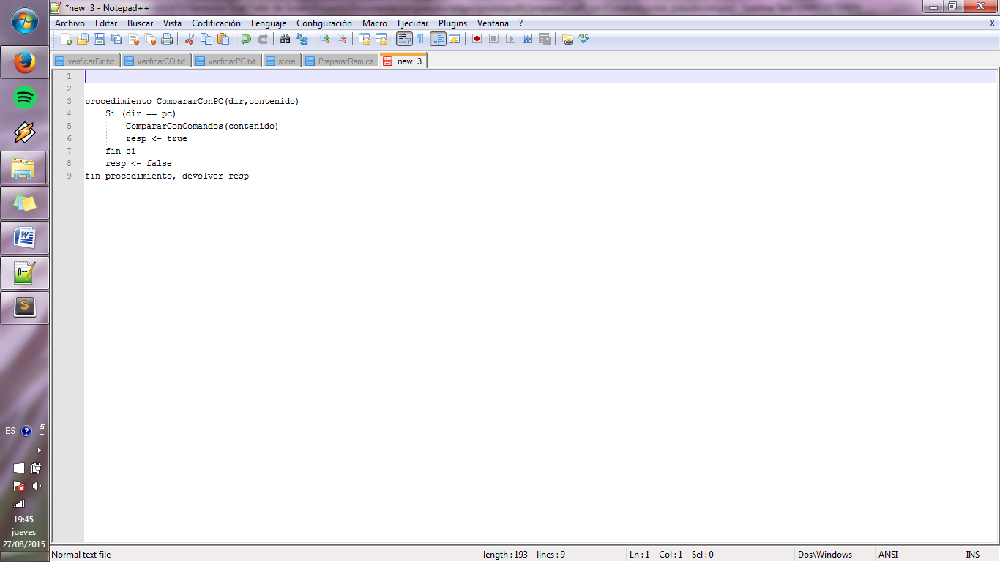 *new 3 - Notepad++
Archivo Editar Buscar Vista Codificación Lenguaje Configuración Macro Ejecutar Plugins Ventana ? X
verificarDir.txt verificarCO.txt verificarPC.txt store PrepararRam.cs new 3
1
2
3 procedimiento CompararConPC(dir,contenido)
4 Si (dir == pc)
5 CompararConComandos(contenido)
6 resp <- true
7 fin si
8 resp <- false
9 fin procedimiento, devolver resp
ES
19:45
jueves
27/08/2015
Normal text file length : 193 lines : 9 Ln : 1 Col : 1 Sel : 0 Dos\Windows ANSI INS